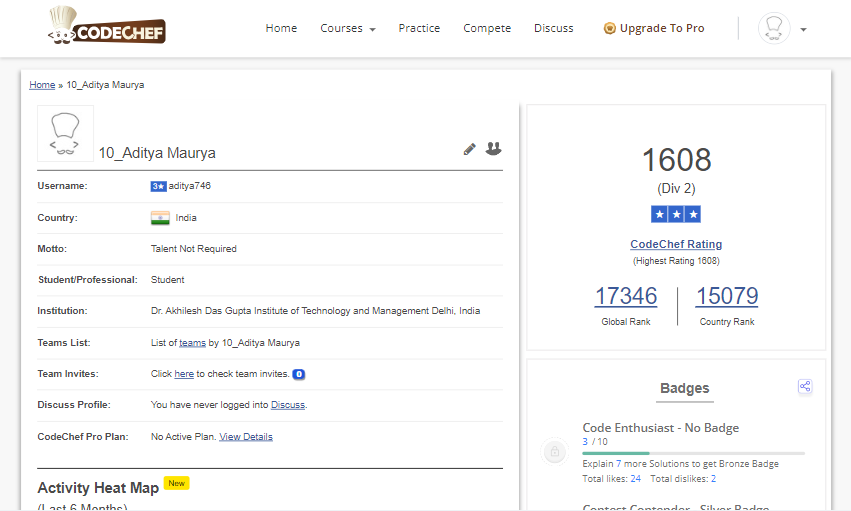 CODECHEF Home Courses Practice Compete Discuss Upgrade To Pro
Home » 10_Aditya Maurya
10_Aditya Maurya
Username: 3★ aditya746
Country: India
Motto: Talent Not Required
Student/Professional: Student
Institution: Dr. Akhilesh Das Gupta Institute of Technology and Management Delhi, India
Teams List: List of teams by 10_Aditya Maurya
Team Invites: Click here to check team invites. 0
Discuss Profile: You have never logged into Discuss.
CodeChef Pro Plan: No Active Plan. View Details
Activity Heat Map New
(Last 6 Months)
1608
(Div 2)
★ ★ ★
CodeChef Rating
(Highest Rating 1608)
17346 15079
Global Rank Country Rank
Badges
Code Enthusiast - No Badge
3 / 10
Explain 7 more Solutions to get Bronze Badge
Total likes: 24 Total dislikes: 2
Contest Contender - Silver Badge